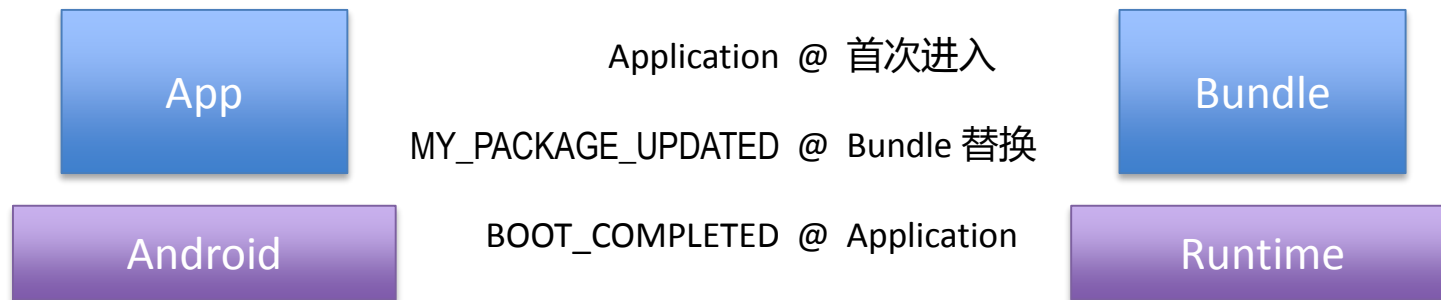 App
Android
Application @ 首次进入
MY_PACKAGE_UPDATED @ Bundle 替换
BOOT_COMPLETED @ Application
Bundle
Runtime